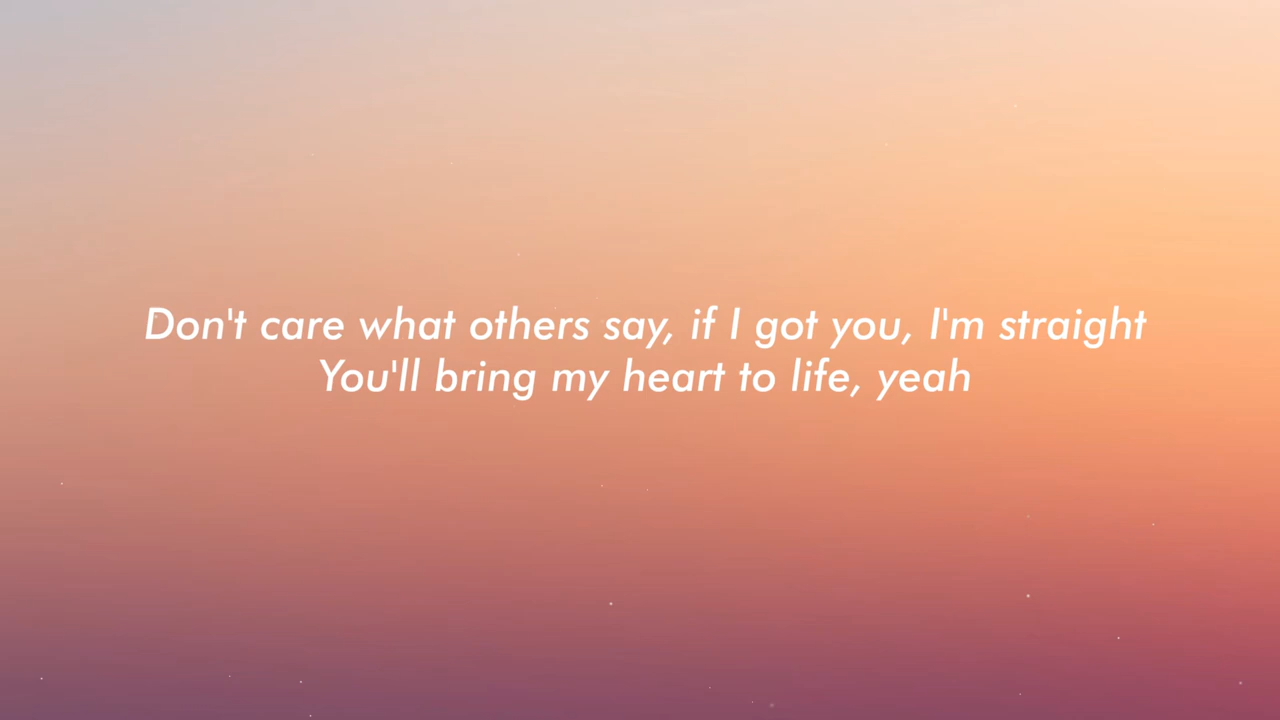 Don't care what others say, if I got you, I'm straight
You'll bring my heart to life, yeah